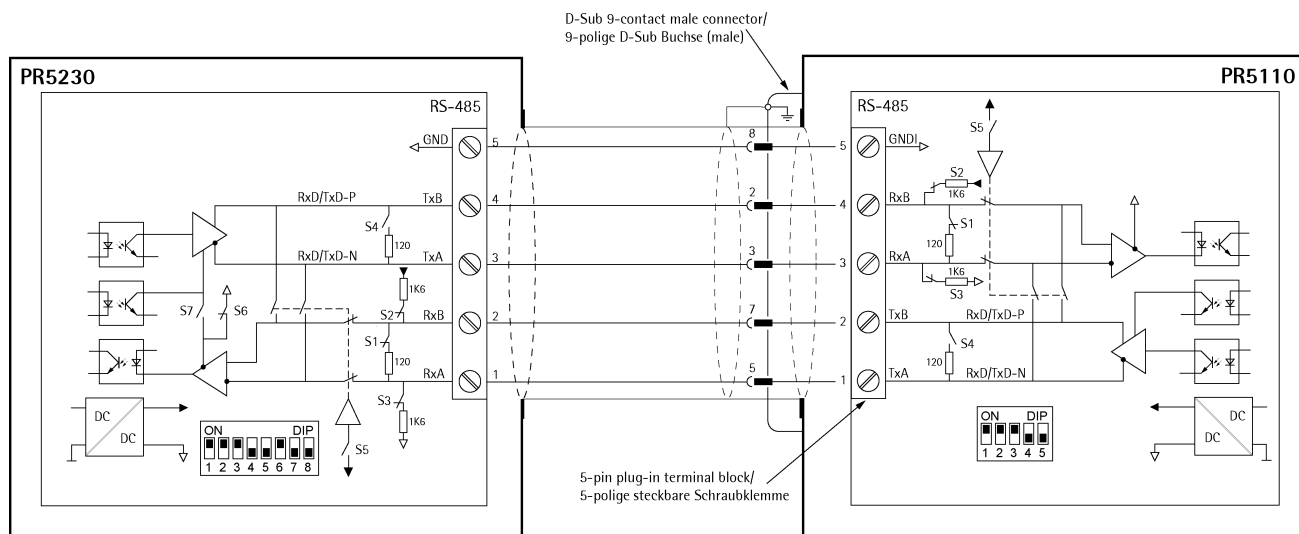 D-Sub 9-contact male connector/
9-polige D-Sub Buchse (male)
PR5230
PR5110
RS-485
RS-485
GND
5
8
5
GNDI
S5
S2
1K6
RxD/TxD-P
TxB
4
2
4
RxB
S4
120
S1
120
RxD/TxD-N
TxA
3
3
3
RxA
1K6
1K6
S3
S7
S6
S2
RxB
2
7
2
TxB
RxD/TxD-P
S1
120
S4
120
RxA
1
5
1
TxA
RxD/TxD-N
S3
1K6
S5
DC
DC
ON DIP
1 2 3 4 5 6 7 8
ON DIP
1 2 3 4 5
DC
DC
5-pin plug-in terminal block/
5-polige steckbare Schraubklemme